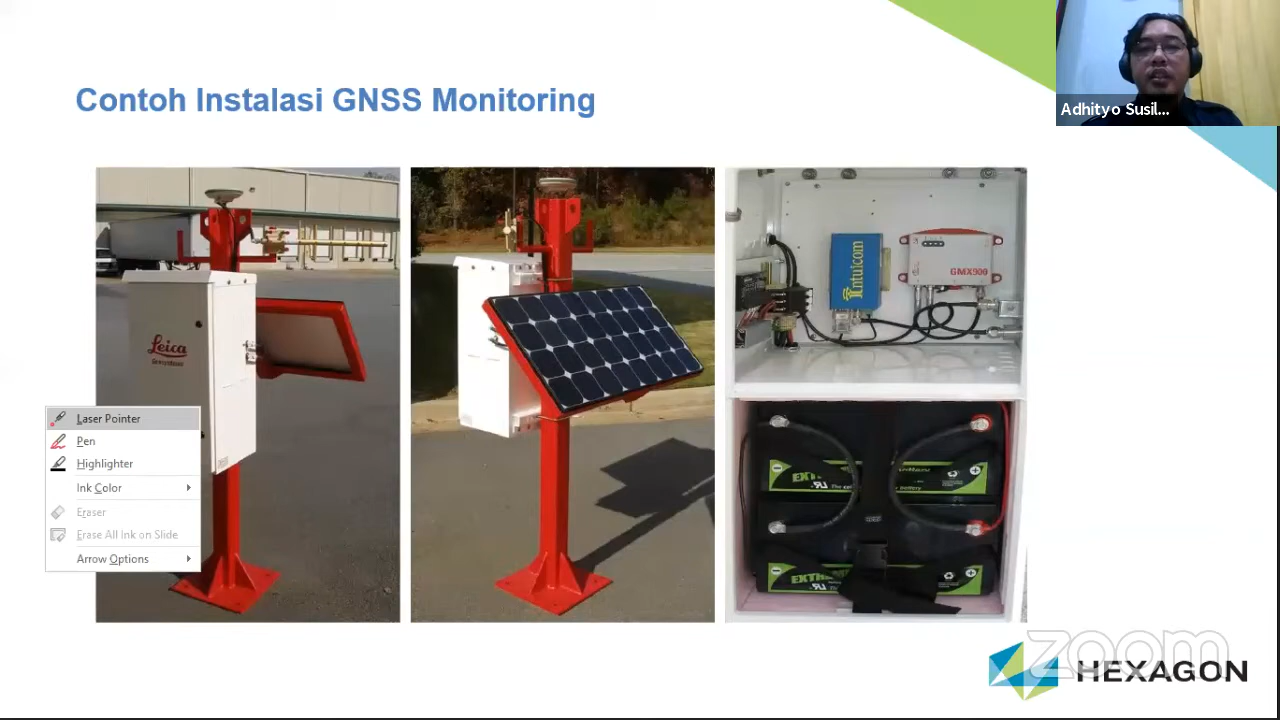 Contoh Instalasi GNSS Monitoring
Adhityo Susil...
Leica
Geosystems
Intuicom
GMX900
Laser Pointer
Pen
Highlighter
Ink Color
Eraser
Erase All Ink on Slide
Arrow Options
zoom
HEXAGON